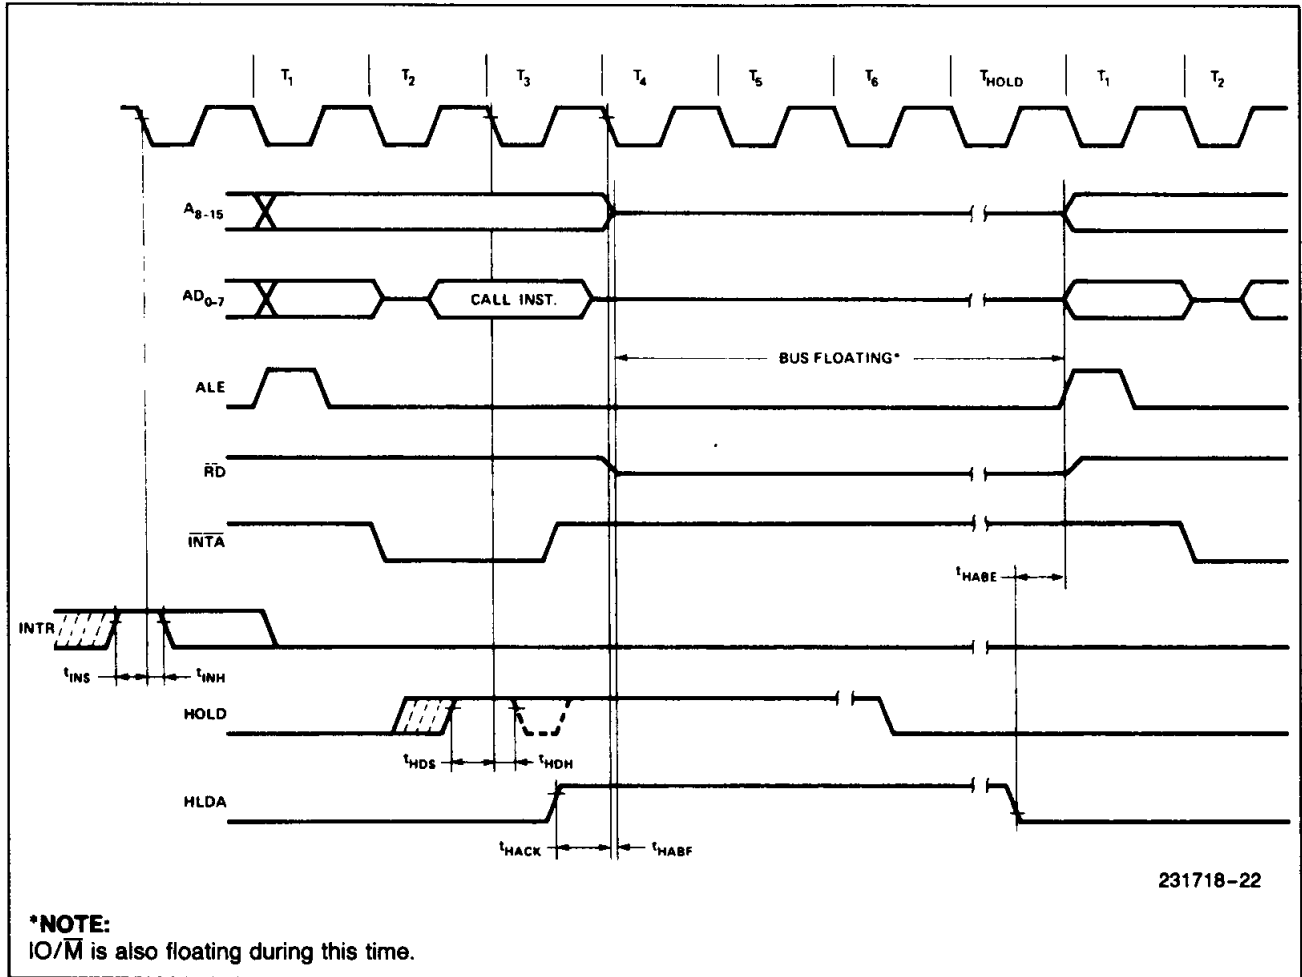 T1 T2 T3 T4 T5 T6 THOLD T1 T2
A8-15
AD0-7 CALL INST.
BUS FLOATING*
ALE
R̅D̅
I̅N̅T̅A̅
tHABE
INTR
tINS tINH
HOLD
tHDS tHDH
HLDA
tHACK tHABF
231718-22
*NOTE:
IO/M̅ is also floating during this time.